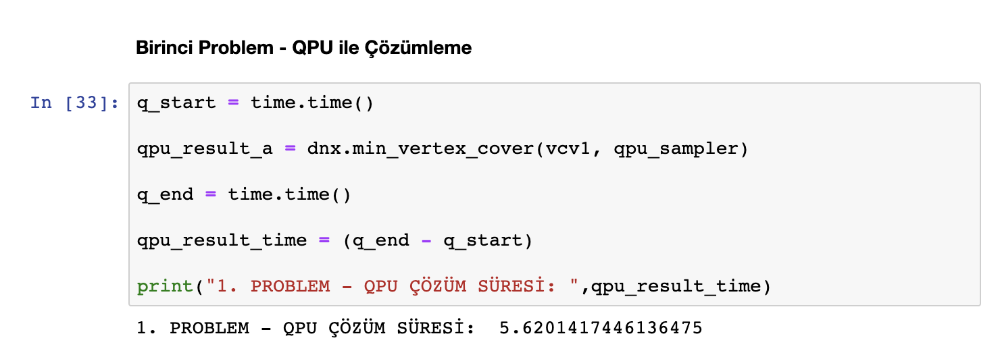 Birinci Problem - QPU ile Çözümleme
In [33]: q_start = time.time()
qpu_result_a = dnx.min_vertex_cover(vcv1, qpu_sampler)
q_end = time.time()
qpu_result_time = (q_end - q_start)
print("1. PROBLEM - QPU ÇÖZÜM SÜRESİ: ",qpu_result_time)
1. PROBLEM - QPU ÇÖZÜM SÜRESİ:  5.6201417446136475